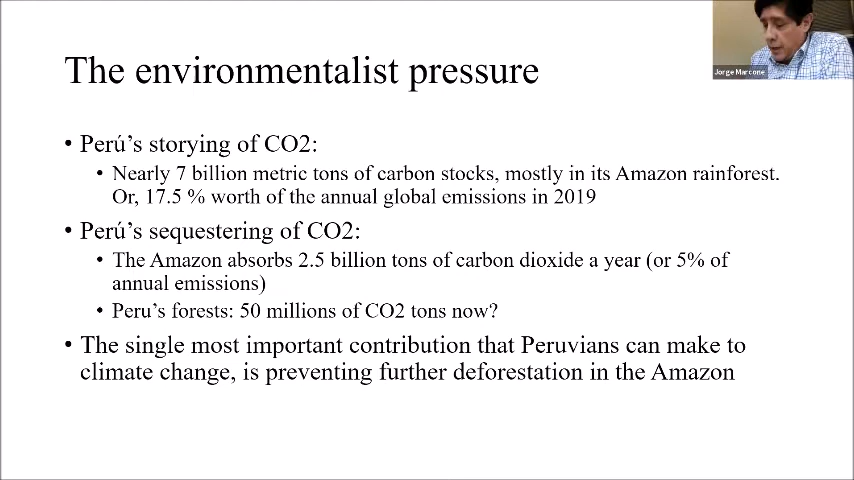 The environmentalist pressure
Jorge Marcone
• Perú's storying of CO2:
• Nearly 7 billion metric tons of carbon stocks, mostly in its Amazon rainforest.
Or, 17.5 % worth of the annual global emissions in 2019
• Perú's sequestering of CO2:
• The Amazon absorbs 2.5 billion tons of carbon dioxide a year (or 5% of
annual emissions)
• Peru's forests: 50 millions of CO2 tons now?
• The single most important contribution that Peruvians can make to
climate change, is preventing further deforestation in the Amazon